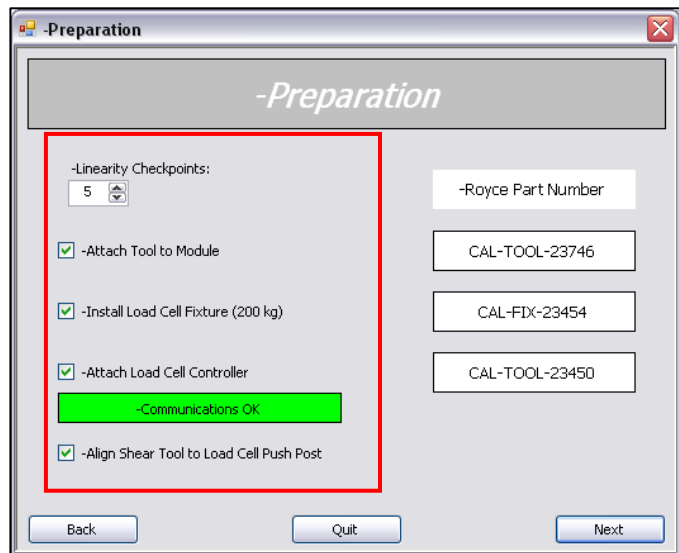 -Preparation
-Preparation
-Linearity Checkpoints:
5
-Royce Part Number
-Attach Tool to Module
CAL-TOOL-23746
-Install Load Cell Fixture (200 kg)
CAL-FIX-23454
-Attach Load Cell Controller
CAL-TOOL-23450
-Communications OK
-Align Shear Tool to Load Cell Push Post
Back
Quit
Next